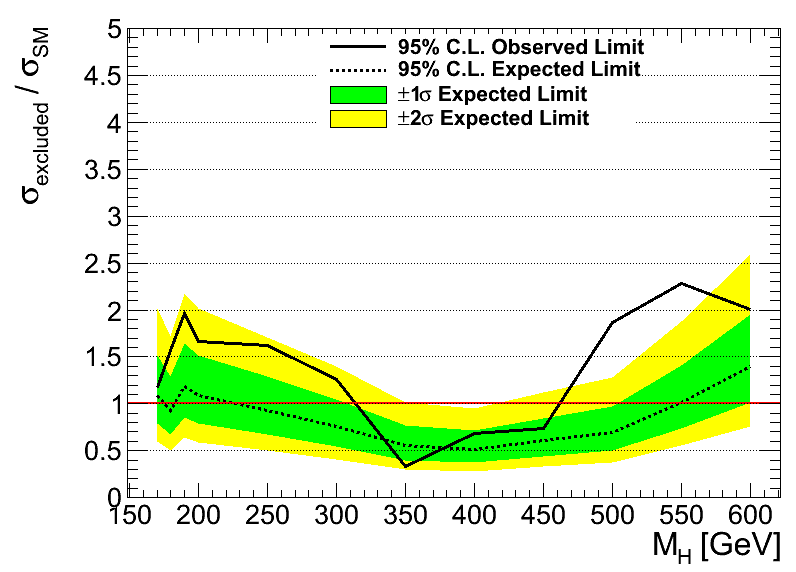 σexcluded / σSM
5
4.5
4
3.5
3
2.5
2
1.5
1
0.5
0
95% C.L. Observed Limit
95% C.L. Expected Limit
±1σ Expected Limit
±2σ Expected Limit
150 200 250 300 350 400 450 500 550 600
MH [GeV]